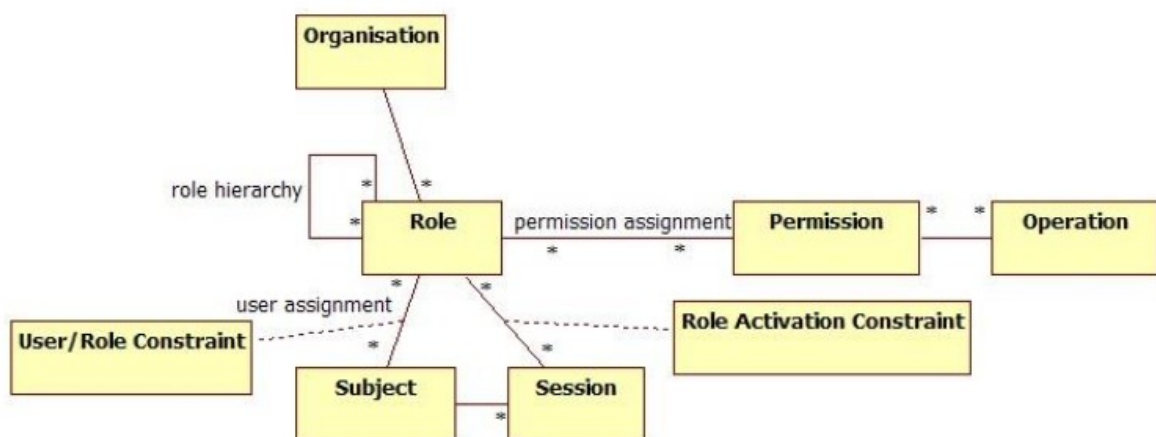 Organisation
role hierarchy
*
*
*
Role
permission assignment
*
*
Permission
*
*
Operation
*
*
user assignment
User/Role Constraint
Role Activation Constraint
*
*
Subject
*
Session